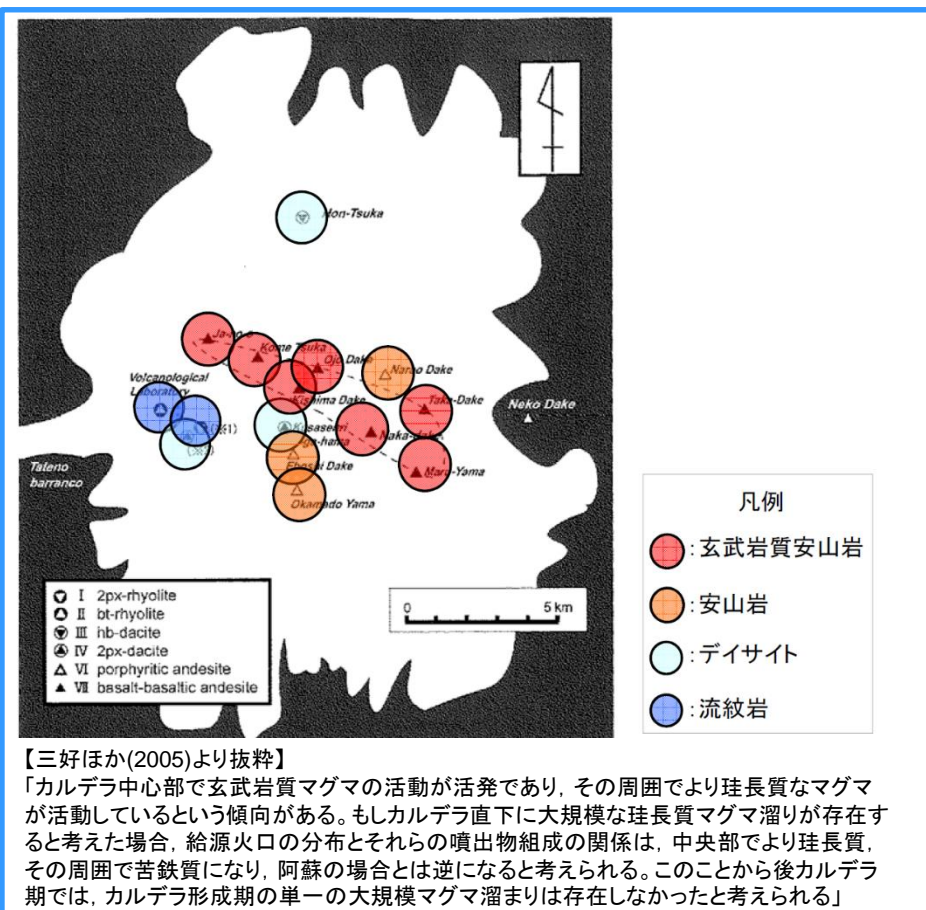 Hon-Tsuka
Kome Tsuka
Ojo Dake
Narao Dake
Volcanological
Laboratory
Kishima Dake
Taka-Dake
Neko Dake
(※1)
Naka-Dake
Eboshi Dake
Maru-Yama
Tateno
barranco
Okamado Yama
凡例
:玄武岩質安山岩
:安山岩
:デイサイト
:流紋岩
I 2px-rhyolite
II bt-rhyolite
III hb-dacite
IV 2px-dacite
VI porphyritic andesite
VII basalt-basaltic andesite
0 5 km
【三好ほか(2005)より抜粋】
「カルデラ中心部で玄武岩質マグマの活動が活発であり, その周囲でより珪長質なマグマ
が活動しているという傾向がある。もしカルデラ直下に大規模な珪長質マグマ溜りが存在す
ると考えた場合, 給源火口の分布とそれらの噴出物組成の関係は, 中央部でより珪長質,
その周囲で苦鉄質になり, 阿蘇の場合とは逆になると考えられる。このことから後カルデラ
期では, カルデラ形成期の単一の大規模マグマ溜まりは存在しなかったと考えられる」